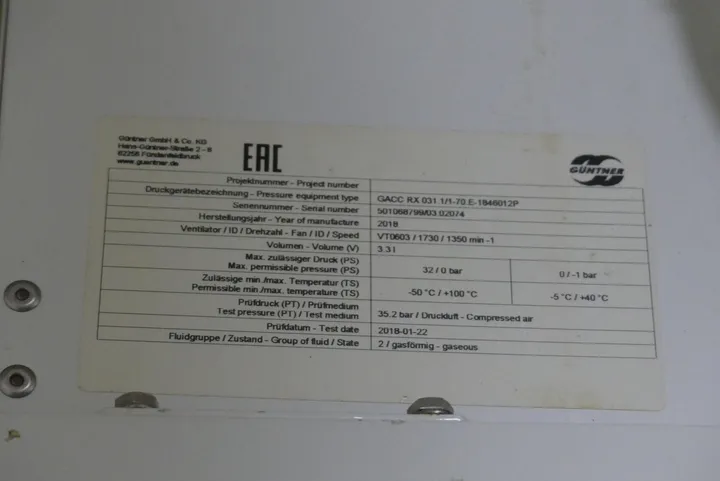 Güntner GmbH & Co. KG
Hans-Güntner-Straße 2 - 6
82256 Fürstenfeldbruck
www.guentner.de
EAC
GÜNTNER
Projektnummer - Project number
Druckgerätebezeichnung - Pressure equipment type GACC RX 031.1/1-70.E-1846012P
Seriennummer - Serial number 501068799/03.02074
Herstellungsjahr - Year of manufacture 2018
Ventilator / ID / Drehzahl - Fan / ID / Speed VT0603 / 1730 / 1350 min -1
Volumen - Volume (V) 3.3 l
Max. zulässiger Druck (PS)
Max. permissible pressure (PS) 32 / 0 bar 0 / -1 bar
Zulässige min./max. Temperatur (TS)
Permissible min./max. temperature (TS) -50 °C / +100 °C -5 °C / +40 °C
Prüfdruck (PT) / Prüfmedium
Test pressure (PT) / Test medium 35.2 bar / Druckluft - Compressed air
Prüfdatum - Test date 2018-01-22
Fluidgruppe / Zustand - Group of fluid / State 2 / gasförmig - gaseous